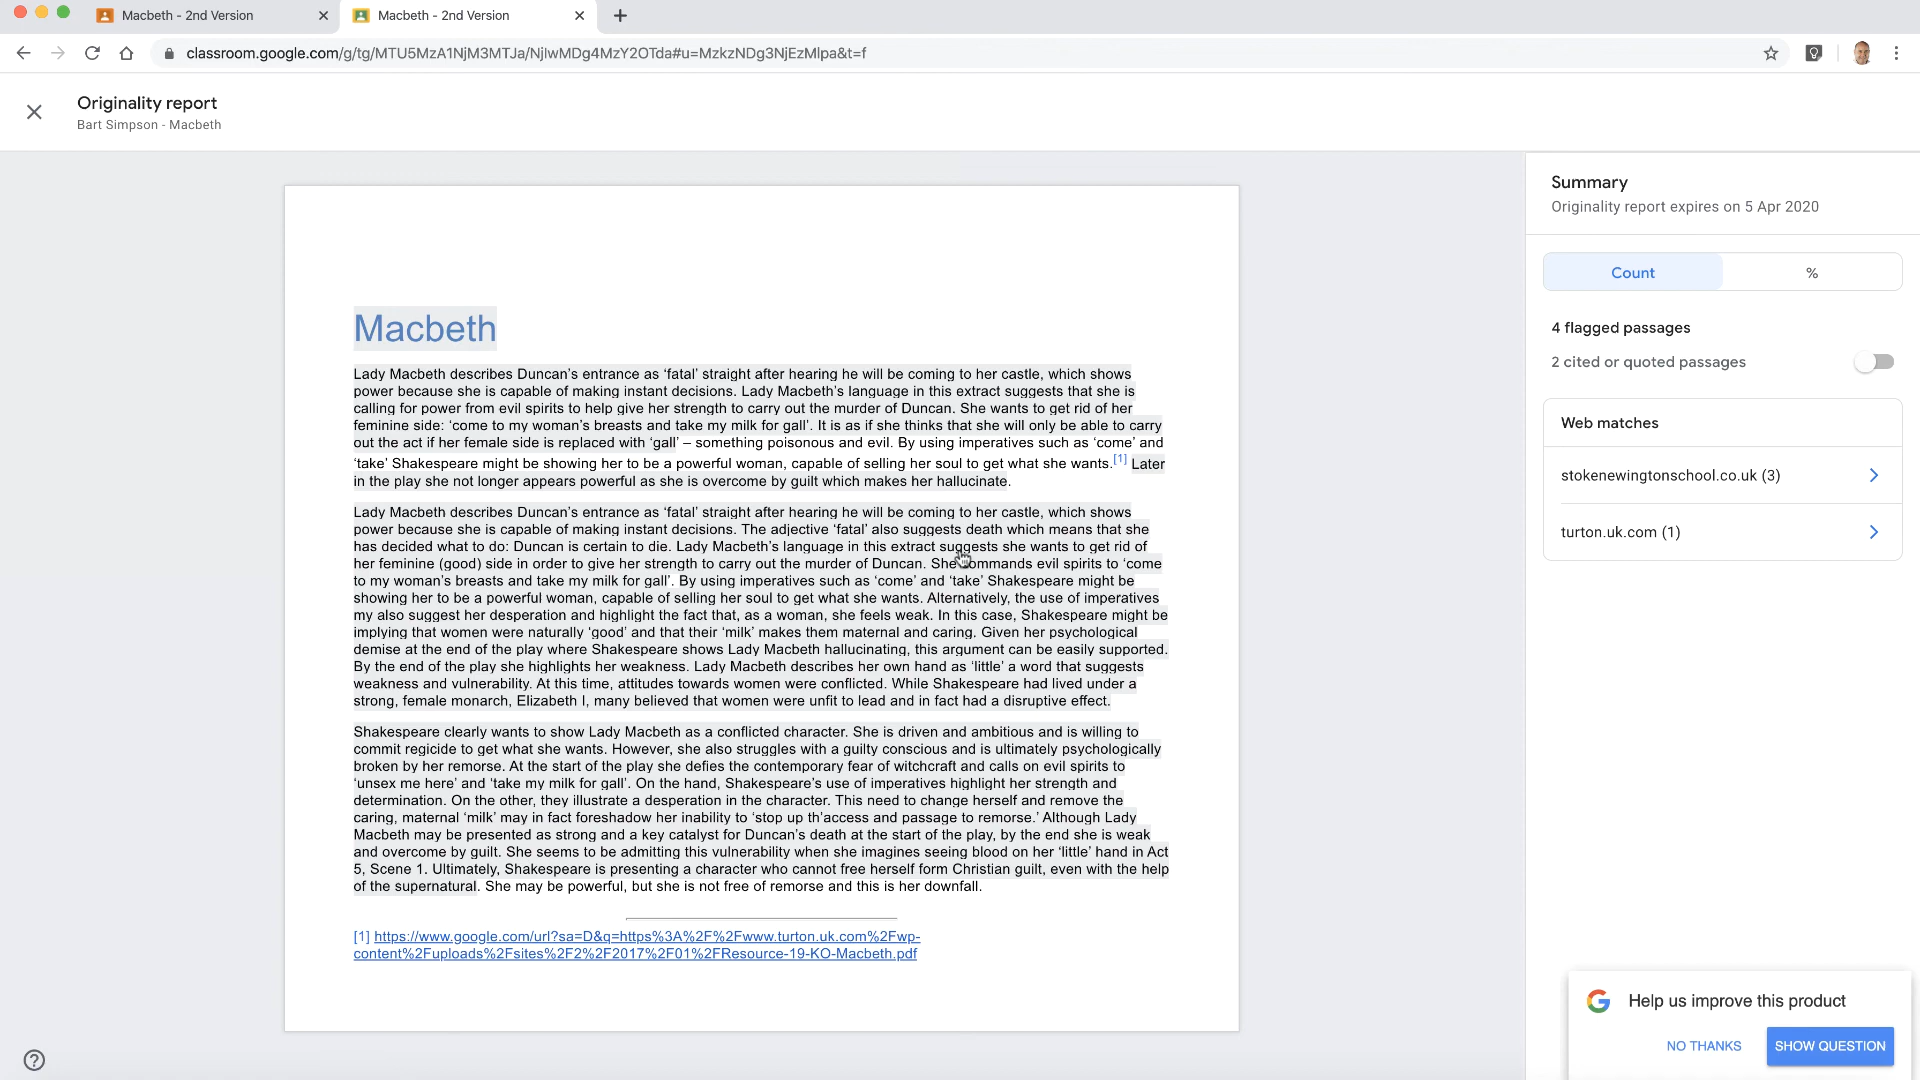 Macbeth - 2nd Version
Macbeth - 2nd Version
classroom.google.com/g/tg/MTU5MzA1NjM3MTJa/NjIwMDg4MzY2OTda#u=MzkzNDg3NjEzMlpa&t=f
Originality report
Bart Simpson - Macbeth
Macbeth
Lady Macbeth describes Duncan’s entrance as ‘fatal’ straight after hearing he will be coming to her castle, which shows
power because she is capable of making instant decisions. Lady Macbeth’s language in this extract suggests that she is
calling for power from evil spirits to help give her strength to carry out the murder of Duncan. She wants to get rid of her
feminine side: ‘come to my woman’s breasts and take my milk for gall’. It is as if she thinks that she will only be able to carry
out the act if her female side is replaced with ‘gall’ – something poisonous and evil. By using imperatives such as ‘come’ and
‘take’ Shakespeare might be showing her to be a powerful woman, capable of selling her soul to get what she wants.[1] Later
in the play she not longer appears powerful as she is overcome by guilt which makes her hallucinate.
Lady Macbeth describes Duncan’s entrance as ‘fatal’ straight after hearing he will be coming to her castle, which shows
power because she is capable of making instant decisions. The adjective ‘fatal’ also suggests death which means that she
has decided what to do: Duncan is certain to die. Lady Macbeth’s language in this extract suggests she wants to get rid of
her feminine (good) side in order to give her strength to carry out the murder of Duncan. She commands evil spirits to ‘come
to my woman’s breasts and take my milk for gall’. By using imperatives such as ‘come’ and ‘take’ Shakespeare might be
showing her to be a powerful woman, capable of selling her soul to get what she wants. Alternatively, the use of imperatives
my also suggest her desperation and highlight the fact that, as a woman, she feels weak. In this case, Shakespeare might be
implying that women were naturally ‘good’ and that their ‘milk’ makes them maternal and caring. Given her psychological
demise at the end of the play where Shakespeare shows Lady Macbeth hallucinating, this argument can be easily supported.
By the end of the play she highlights her weakness. Lady Macbeth describes her own hand as ‘little’ a word that suggests
weakness and vulnerability. At this time, attitudes towards women were conflicted. While Shakespeare had lived under a
strong, female monarch, Elizabeth I, many believed that women were unfit to lead and in fact had a disruptive effect.
Shakespeare clearly wants to show Lady Macbeth as a conflicted character. She is driven and ambitious and is willing to
commit regicide to get what she wants. However, she also struggles with a guilty conscious and is ultimately psychologically
broken by her remorse. At the start of the play she defies the contemporary fear of witchcraft and calls on evil spirits to
‘unsex me here’ and ‘take my milk for gall’. On the hand, Shakespeare’s use of imperatives highlight her strength and
determination. On the other, they illustrate a desperation in the character. This need to change herself and remove the
caring, maternal ‘milk’ may in fact foreshadow her inability to ‘stop up th’access and passage to remorse.’ Although Lady
Macbeth may be presented as strong and a key catalyst for Duncan’s death at the start of the play, by the end she is weak
and overcome by guilt. She seems to be admitting this vulnerability when she imagines seeing blood on her ‘little’ hand in Act
5, Scene 1. Ultimately, Shakespeare is presenting a character who cannot free herself form Christian guilt, even with the help
of the supernatural. She may be powerful, but she is not free of remorse and this is her downfall.
[1] https://www.google.com/url?sa=D&q=https%3A%2F%2Fwww.turton.uk.com%2Fwp-
content%2Fuploads%2Fsites%2F2%2F2017%2F01%2FResource-19-KO-Macbeth.pdf
Summary
Originality report expires on 5 Apr 2020
Count
%
4 flagged passages
2 cited or quoted passages
Web matches
stokenewingtonschool.co.uk (3)
turton.uk.com (1)
Help us improve this product
NO THANKS
SHOW QUESTION